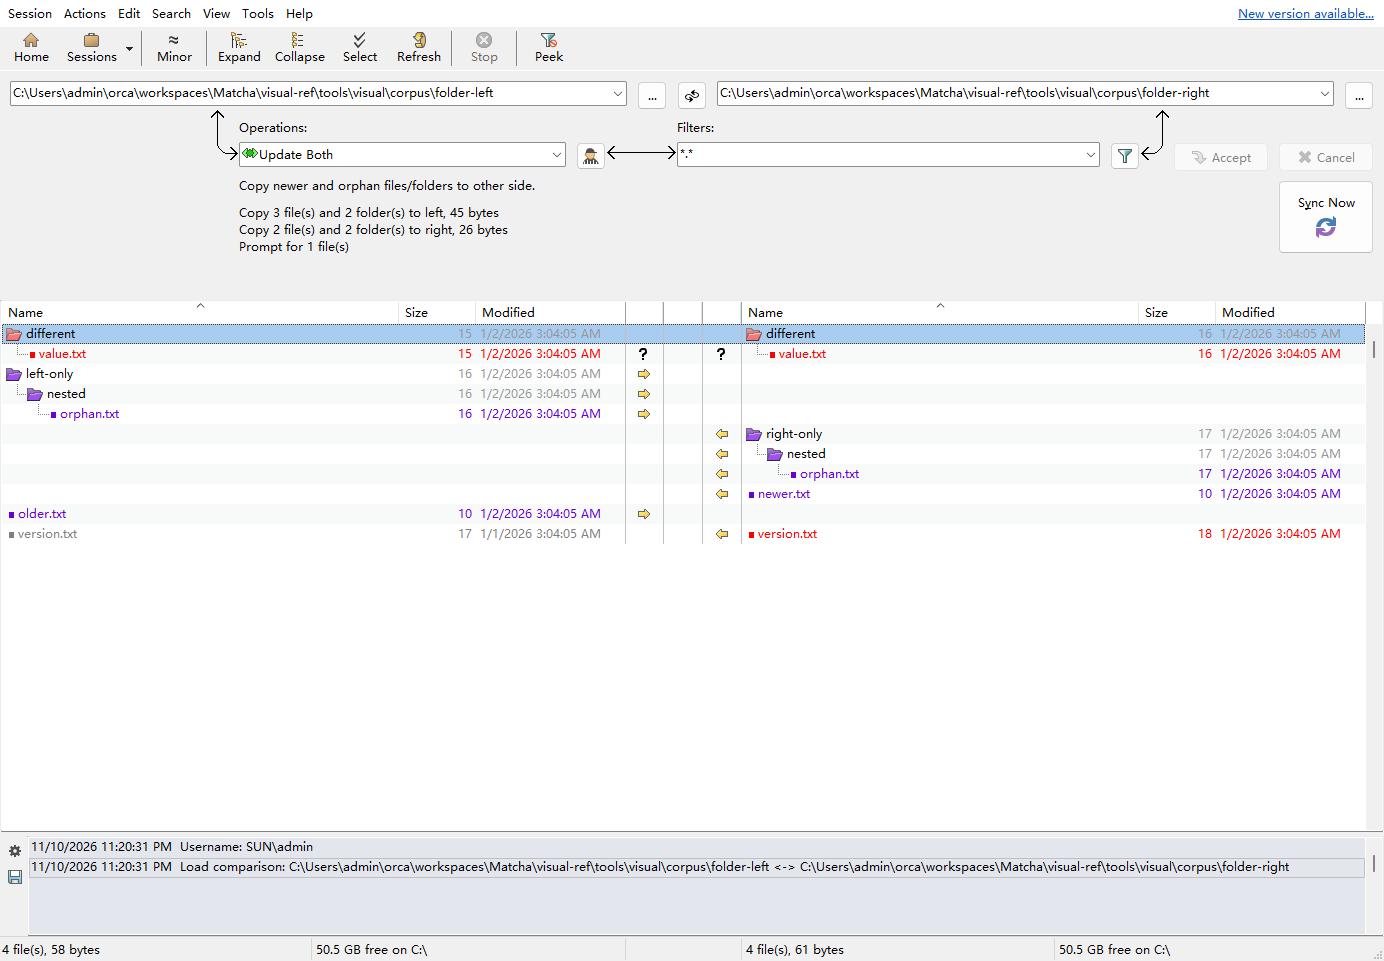 Session Actions Edit Search View Tools Help New version available...
Home Sessions Minor Expand Collapse Select Refresh Stop Peek
C:\Users\admin\orca\workspaces\Matcha\visual-ref\tools\visual\corpus\folder-left ... C:\Users\admin\orca\workspaces\Matcha\visual-ref\tools\visual\corpus\folder-right ...
Operations: Filters:
Update Both *.* Accept Cancel
Copy newer and orphan files/folders to other side.
Sync Now
Copy 3 file(s) and 2 folder(s) to left, 45 bytes
Copy 2 file(s) and 2 folder(s) to right, 26 bytes
Prompt for 1 file(s)
Name Size Modified Name Size Modified
different 15 1/2/2026 3:04:05 AM different 16 1/2/2026 3:04:05 AM
value.txt 15 1/2/2026 3:04:05 AM ? ? value.txt 16 1/2/2026 3:04:05 AM
left-only 16 1/2/2026 3:04:05 AM
nested 16 1/2/2026 3:04:05 AM
orphan.txt 16 1/2/2026 3:04:05 AM
right-only 17 1/2/2026 3:04:05 AM
nested 17 1/2/2026 3:04:05 AM
orphan.txt 17 1/2/2026 3:04:05 AM
newer.txt 10 1/2/2026 3:04:05 AM
older.txt 10 1/2/2026 3:04:05 AM
version.txt 17 1/1/2026 3:04:05 AM version.txt 18 1/2/2026 3:04:05 AM
11/10/2026 11:20:31 PM Username: SUN\admin
11/10/2026 11:20:31 PM Load comparison: C:\Users\admin\orca\workspaces\Matcha\visual-ref\tools\visual\corpus\folder-left <-> C:\Users\admin\orca\workspaces\Matcha\visual-ref\tools\visual\corpus\folder-right
4 file(s), 58 bytes 50.5 GB free on C:\ 4 file(s), 61 bytes 50.5 GB free on C:\